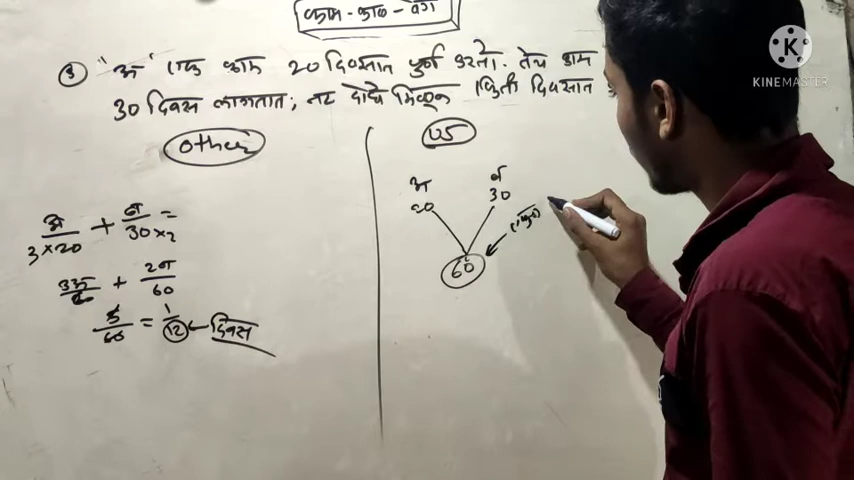 काम - काळ - वेग
③ "अ" एक काम 20 दिवसात पुर्ण करतो. तेच काम
30 दिवस लागतात; तर दोघे मिळून किती दिवसात
other
US
अ/3×20 + ब/30×2 =
3अ/60 + 2ब/60
5/60 = 1/12 ← दिवस
अ ब
20 30
60
K
KINEMASTER